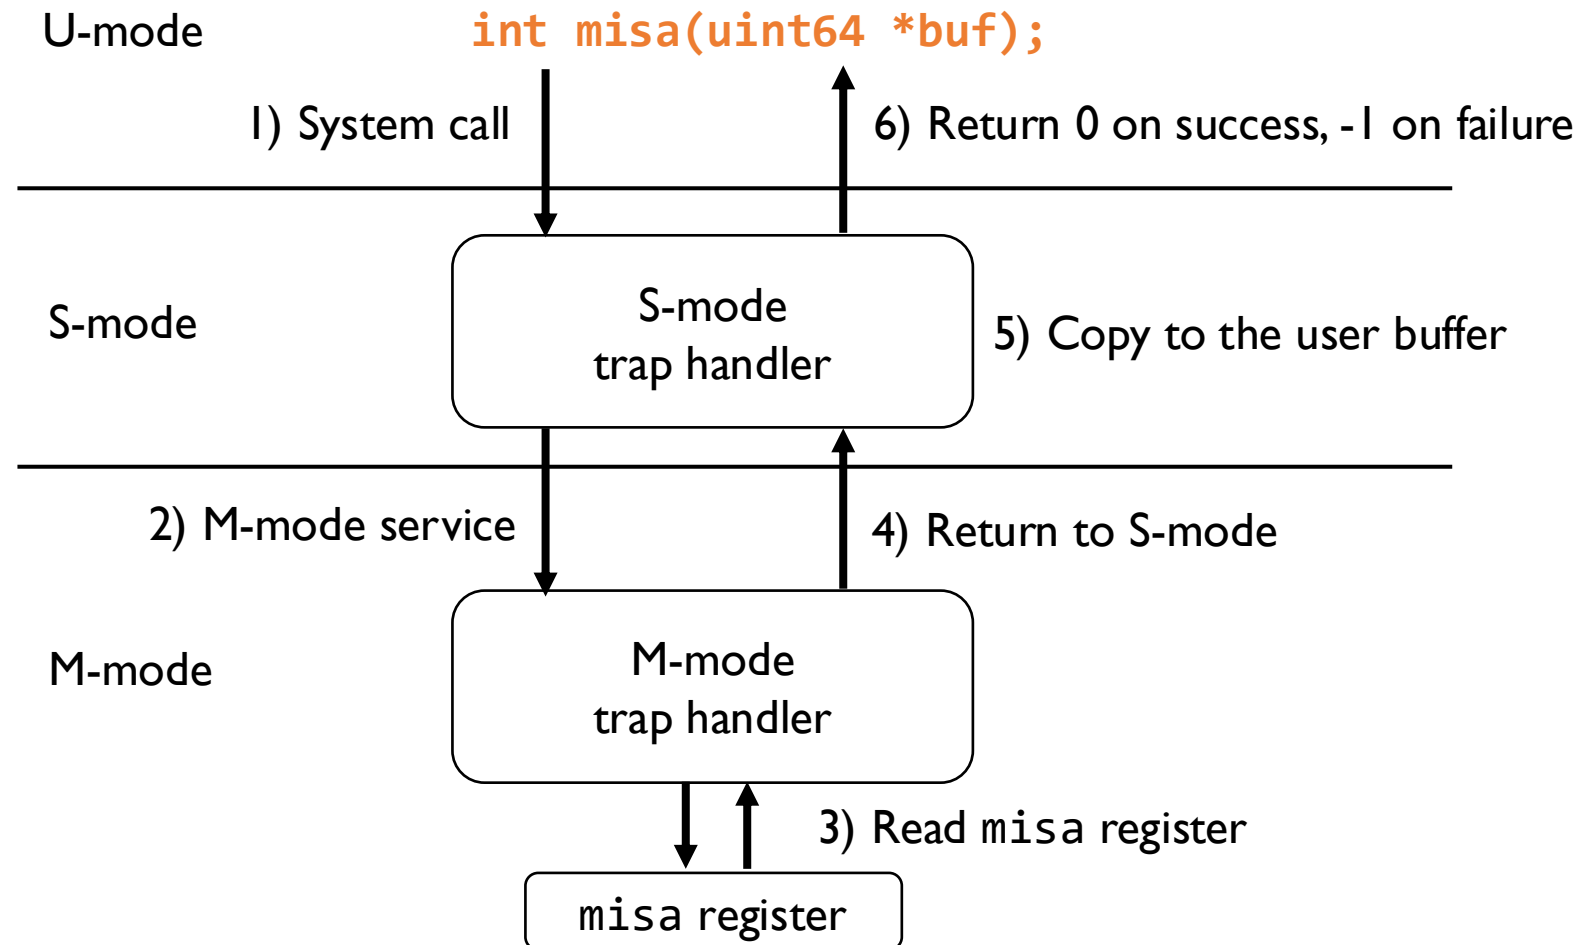 U-mode
int misa(uint64 *buf);
1) System call
6) Return 0 on success, -1 on failure
S-mode
S-mode
trap handler
5) Copy to the user buffer
2) M-mode service
4) Return to S-mode
M-mode
M-mode
trap handler
3) Read misa register
misa register